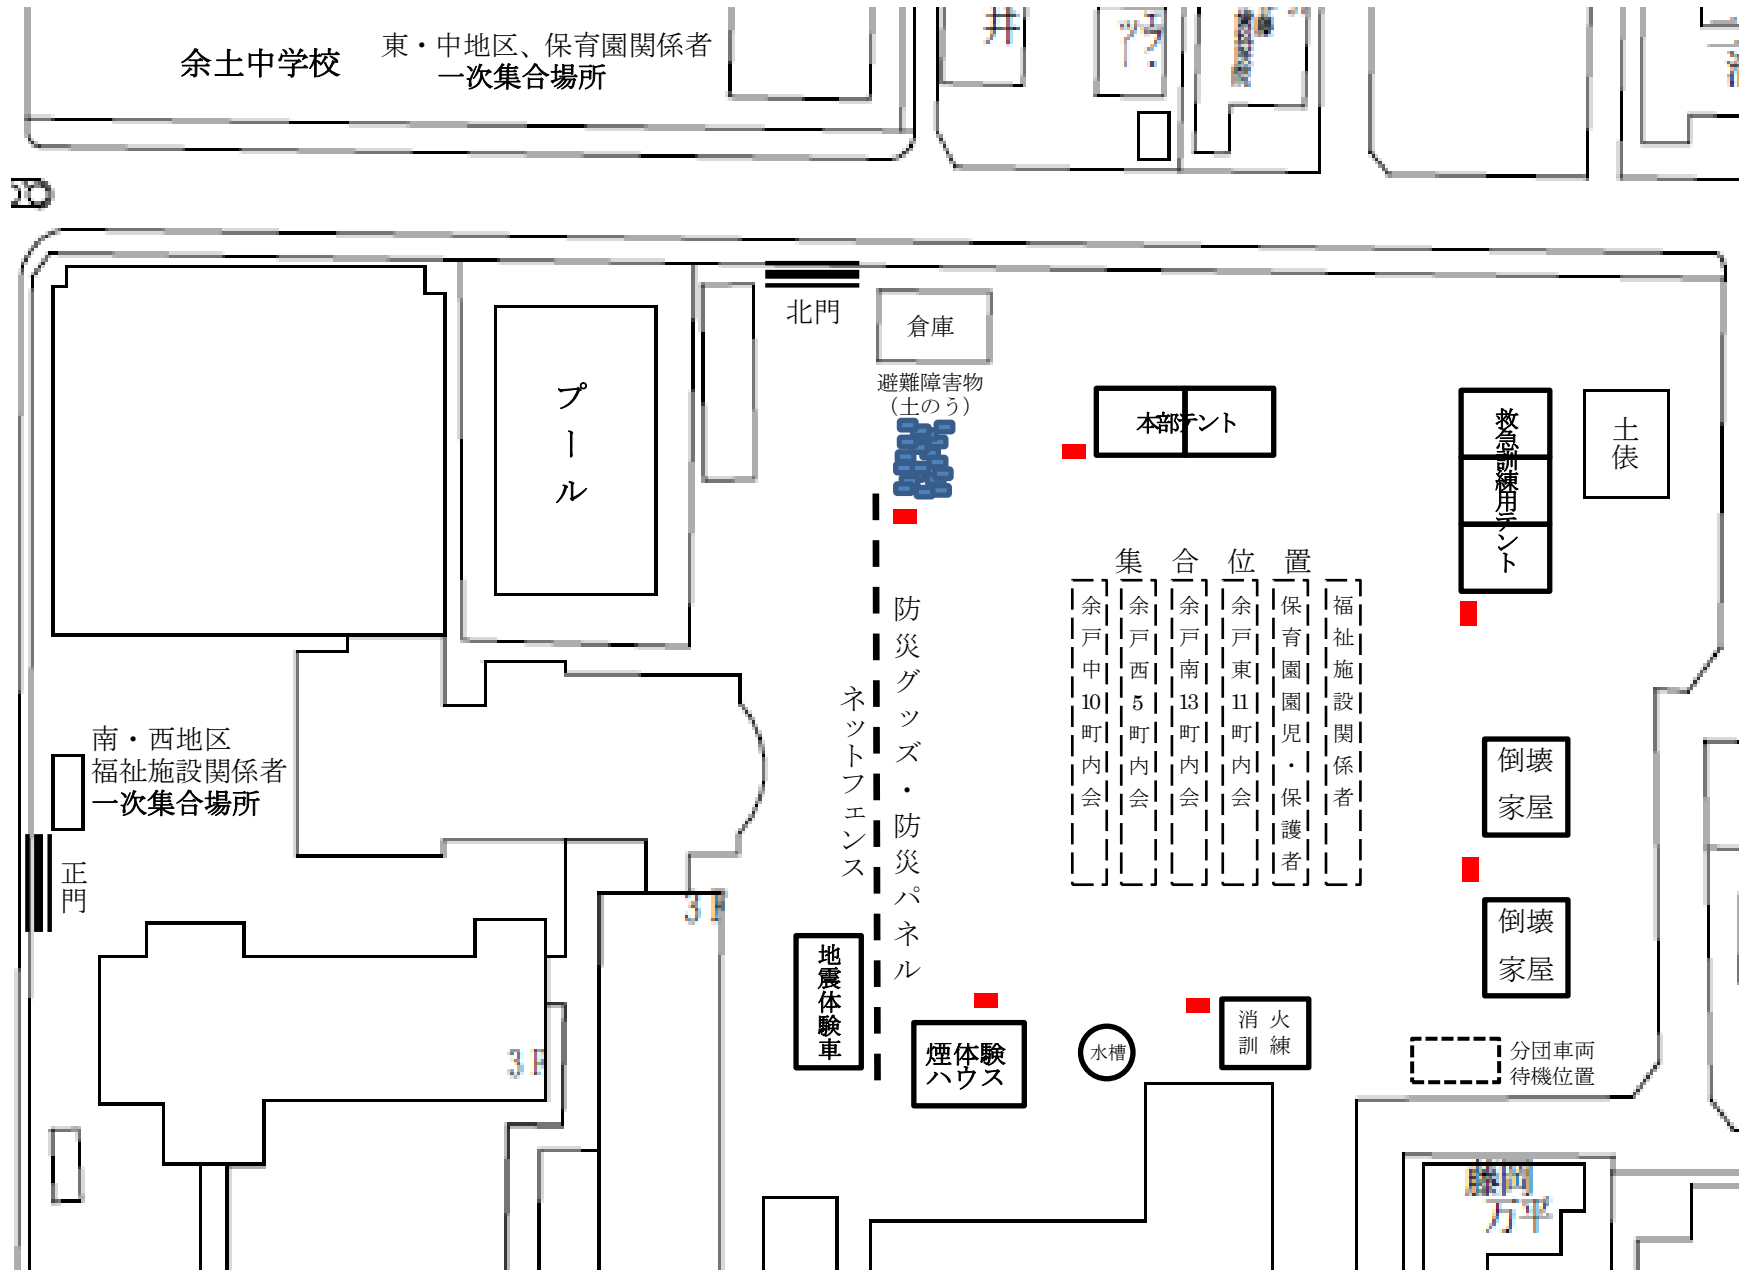 余土中学校
東・中地区、保育園関係者
一次集合場所
井
北門
倉庫
避難障害物
（土のう）
プール
本部テント
救急訓練用テント
土俵
集合位置
余戸中10町内会
余戸西5町内会
余戸南13町内会
余戸東11町内会
保育園園児・保護者
福祉施設関係者
防災グッズ・防災パネル
ネットフェンス
南・西地区
福祉施設関係者
一次集合場所
正門
倒壊
家屋
倒壊
家屋
3F
地震体験車
煙体験
ハウス
水槽
消火
訓練
分団車両
待機位置
3F
藤岡
万平